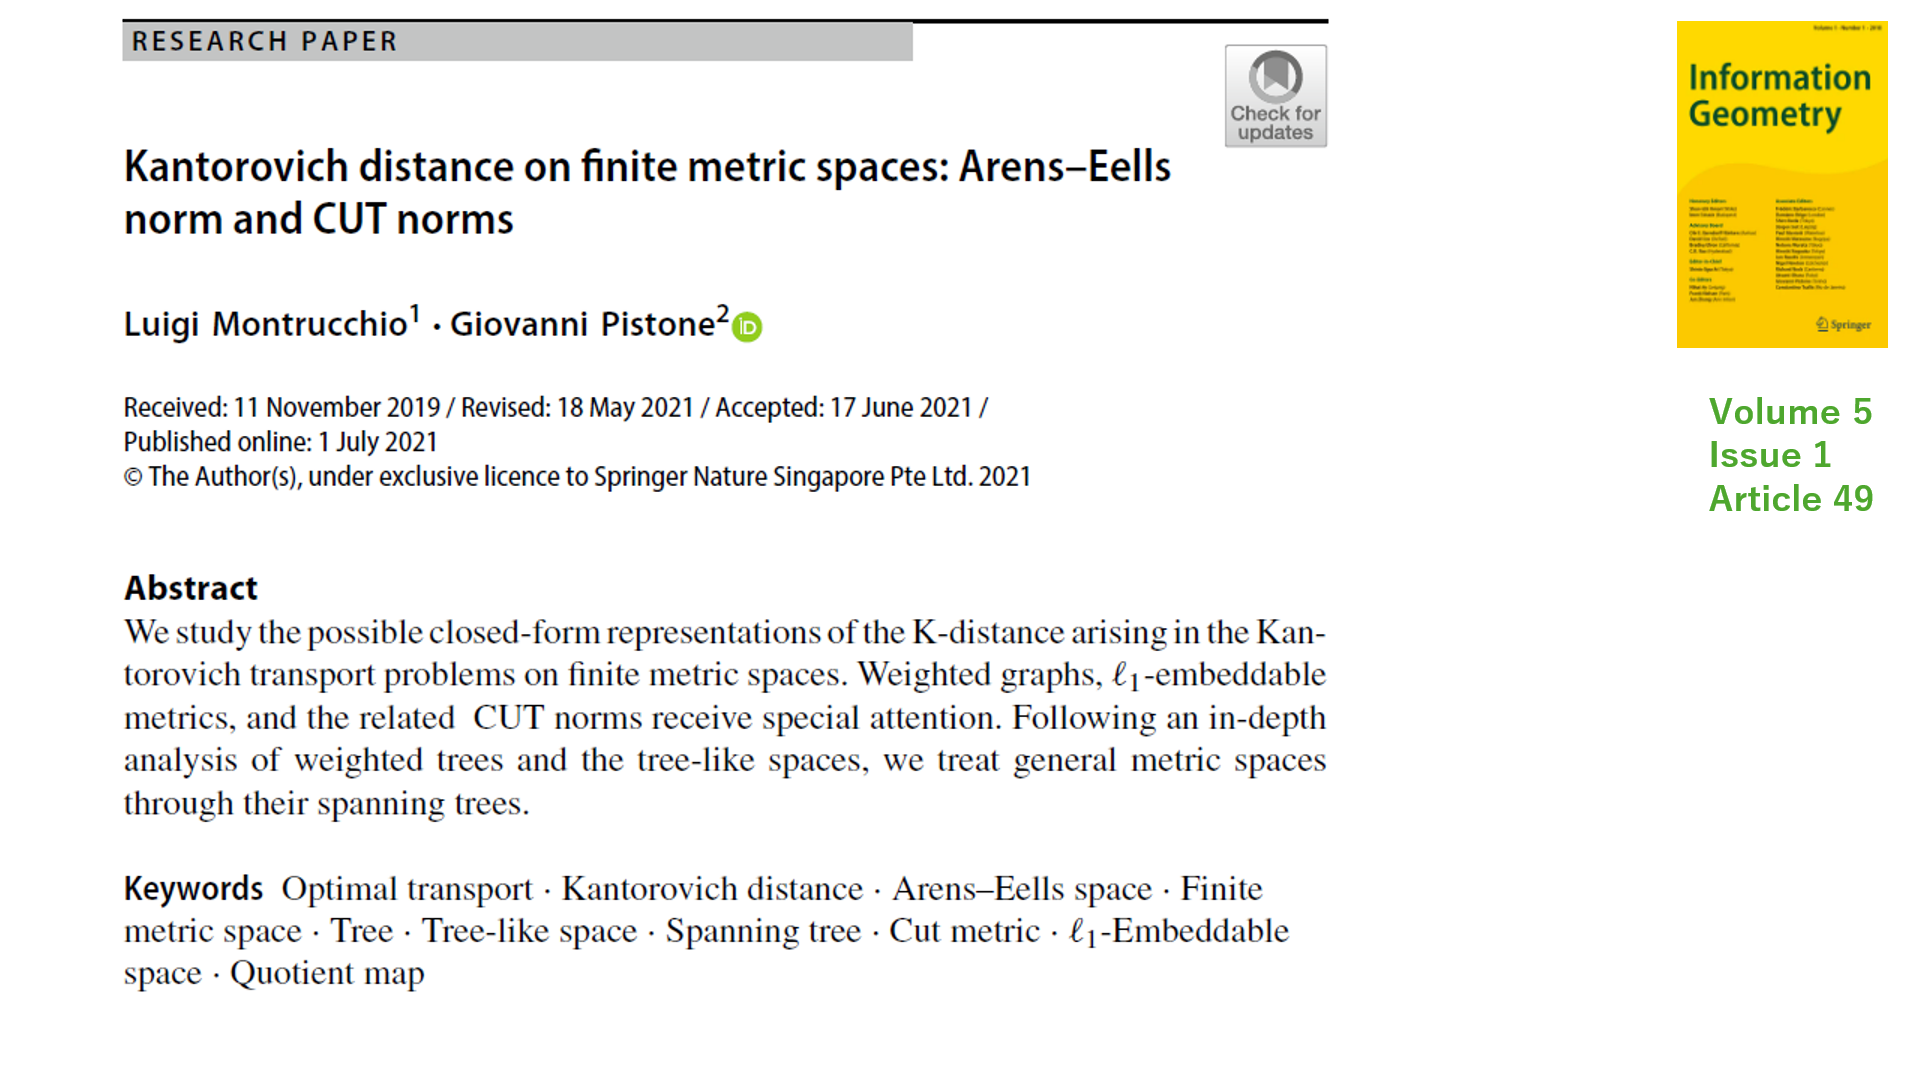 RESEARCH PAPER
Check for
updates
Kantorovich distance on finite metric spaces: Arens–Eells
norm and CUT norms
Luigi Montrucchio1 · Giovanni Pistone2 iD
Received: 11 November 2019 / Revised: 18 May 2021 / Accepted: 17 June 2021 /
Published online: 1 July 2021
© The Author(s), under exclusive licence to Springer Nature Singapore Pte Ltd. 2021
Abstract
We study the possible closed-form representations of the K-distance arising in the Kan-
torovich transport problems on finite metric spaces. Weighted graphs, ℓ1-embeddable
metrics, and the related CUT norms receive special attention. Following an in-depth
analysis of weighted trees and the tree-like spaces, we treat general metric spaces
through their spanning trees.
Keywords Optimal transport · Kantorovich distance · Arens–Eells space · Finite
metric space · Tree · Tree-like space · Spanning tree · Cut metric · ℓ1-Embeddable
space · Quotient map
Information
Geometry
Springer
Volume 5
Issue 1
Article 49